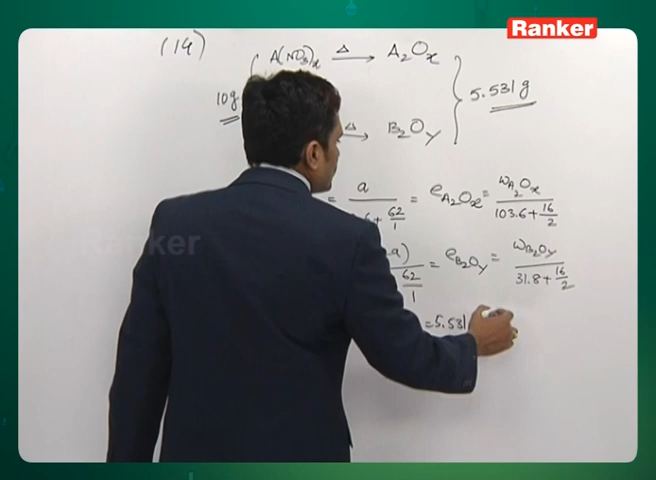 Ranker
(14)
A(NO3)x Δ→ A2Ox
10g
5.531g
Δ→ B2Oy
= a / 62/1 = eA2Ox = wA2Ox / 103.6 + 16/2
a) / 62/1 = eB2Oy = wB2Oy / 31.8 + 16/2
= 5.531
Ranker